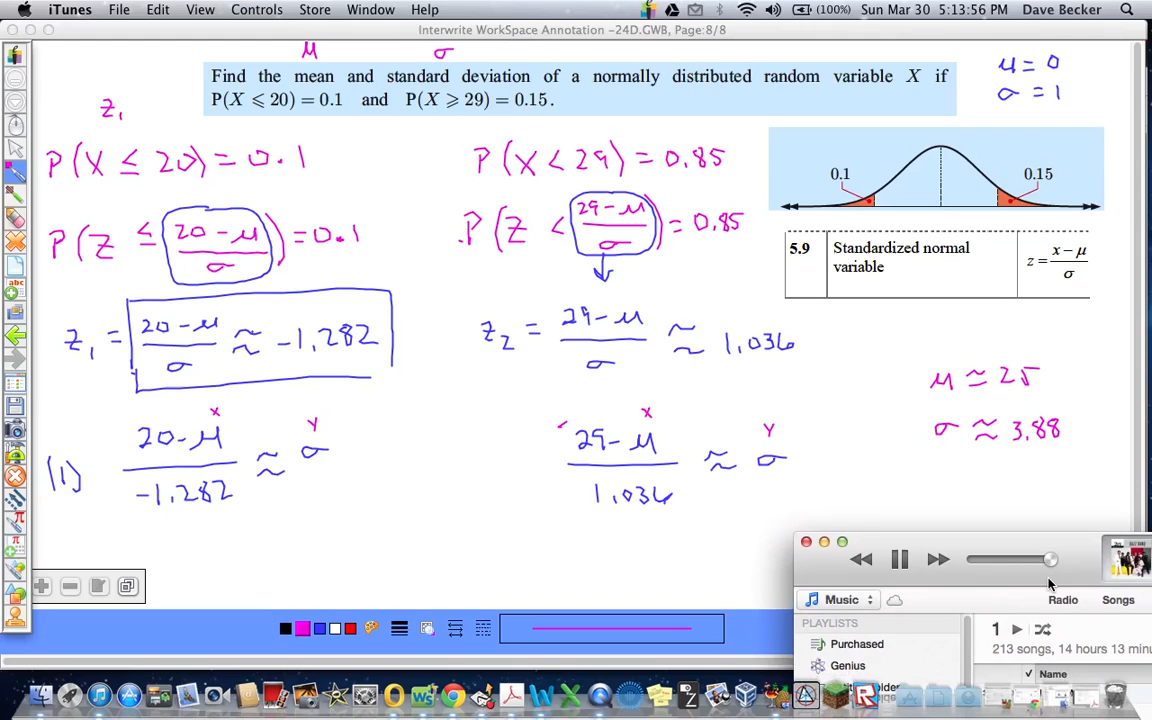 iTunes File Edit View Controls Store Window Help (100%) Sun Mar 30 5:13:56 PM Dave Becker
Interwrite WorkSpace Annotation -24D.GWB, Page:8/8
μ σ
Find the mean and standard deviation of a normally distributed random variable X if
P(X ⩽ 20) = 0.1 and P(X ⩾ 29) = 0.15.
μ = 0
σ = 1
z₁
P(X ≤ 20) = 0.1
P(X < 29) = 0.85
0.1 0.15
P(Z ≤ (20-μ)/σ) = 0.1
P(Z < (29-μ)/σ) = 0.85
5.9 Standardized normal variable z = (x − μ)/σ
z₁ = (20-μ)/σ ≈ -1.282
z₂ = (29-μ)/σ ≈ 1.036
μ ≃ 25
σ ≈ 3.88
x y
(1) (20-μ)/-1.282 ≈ σ
x y
(29-μ)/1.036 ≈ σ
Music
Radio Songs
PLAYLISTS
Purchased
Genius
1
213 songs, 14 hours 13 minu
✓ Name